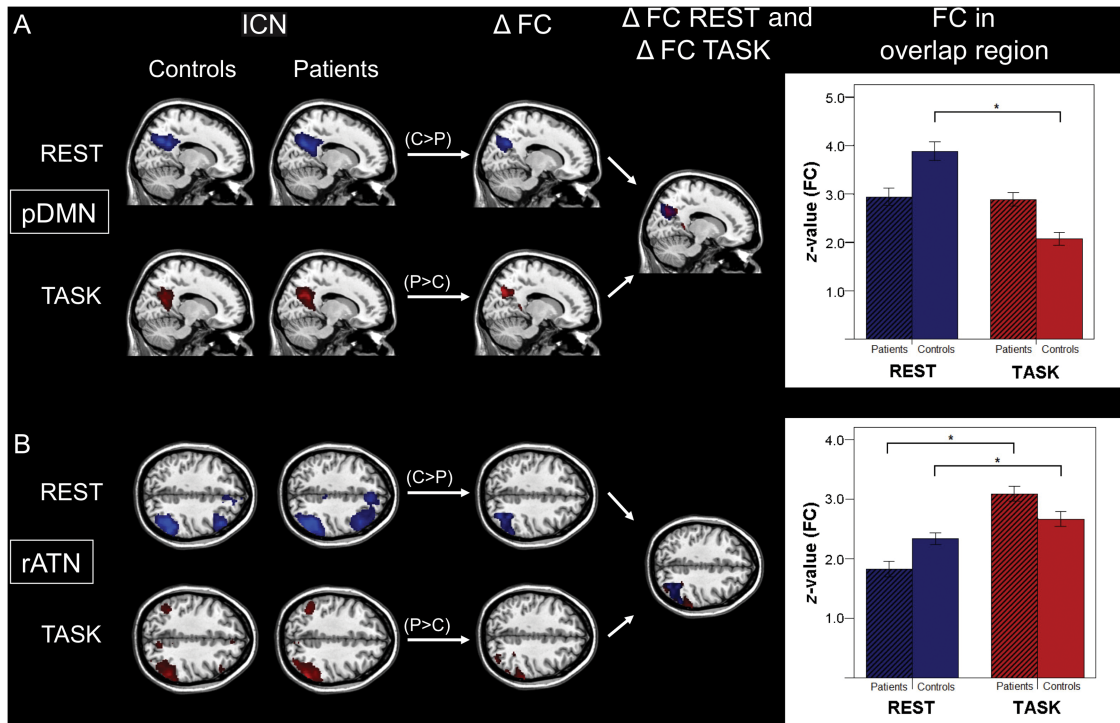 A
ICN
Δ FC
Δ FC REST and
Δ FC TASK
FC in
overlap region
Controls
Patients
REST
(C>P)
pDMN
TASK
(P>C)
5.0
4.0
3.0
2.0
z-value (FC)
*
Patients
Controls
Patients
Controls
REST
TASK
B
REST
(C>P)
rATN
TASK
(P>C)
4.0
3.0
2.0
1.0
z-value (FC)
*
*
Patients
Controls
Patients
Controls
REST
TASK